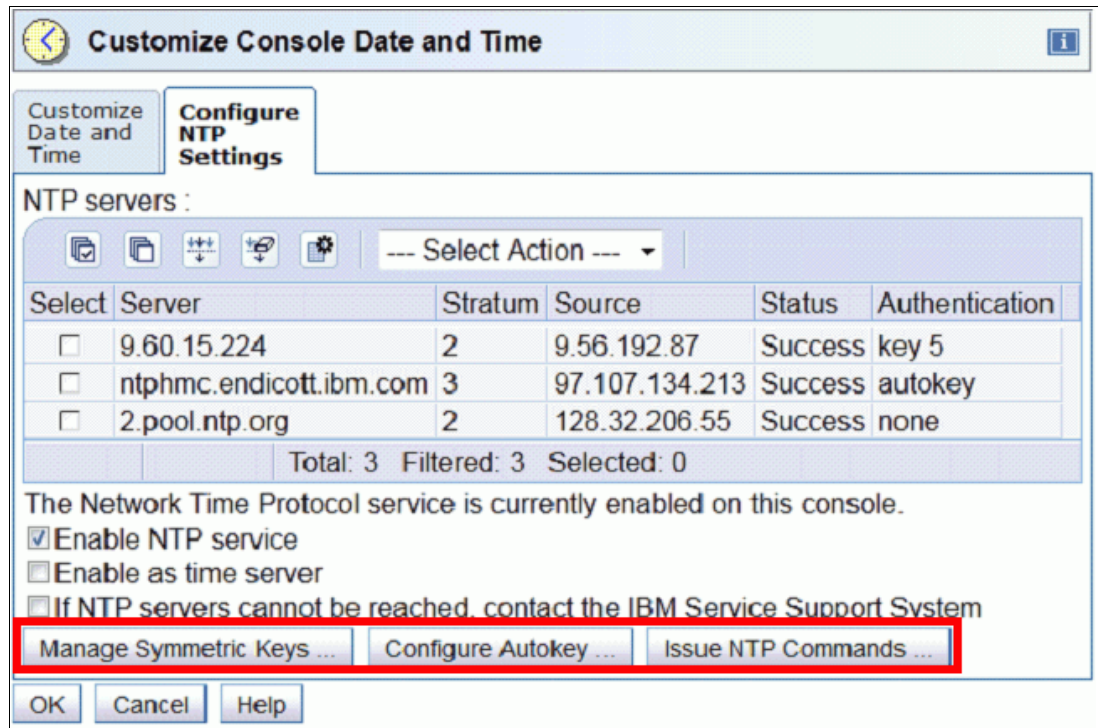 Customize Console Date and Time
i
Customize
Date and
Time
Configure
NTP
Settings
NTP servers :
--- Select Action ---
Select Server Stratum Source Status Authentication
9.60.15.224 2 9.56.192.87 Success key 5
ntphmc.endicott.ibm.com 3 97.107.134.213 Success autokey
2.pool.ntp.org 2 128.32.206.55 Success none
Total: 3 Filtered: 3 Selected: 0
The Network Time Protocol service is currently enabled on this console.
Enable NTP service
Enable as time server
If NTP servers cannot be reached, contact the IBM Service Support System
Manage Symmetric Keys ... Configure Autokey ... Issue NTP Commands ...
OK Cancel Help